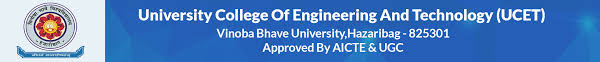 University College Of Engineering And Technology (UCET)
Vinoba Bhave University,Hazaribag - 825301
Approved By AICTE & UGC